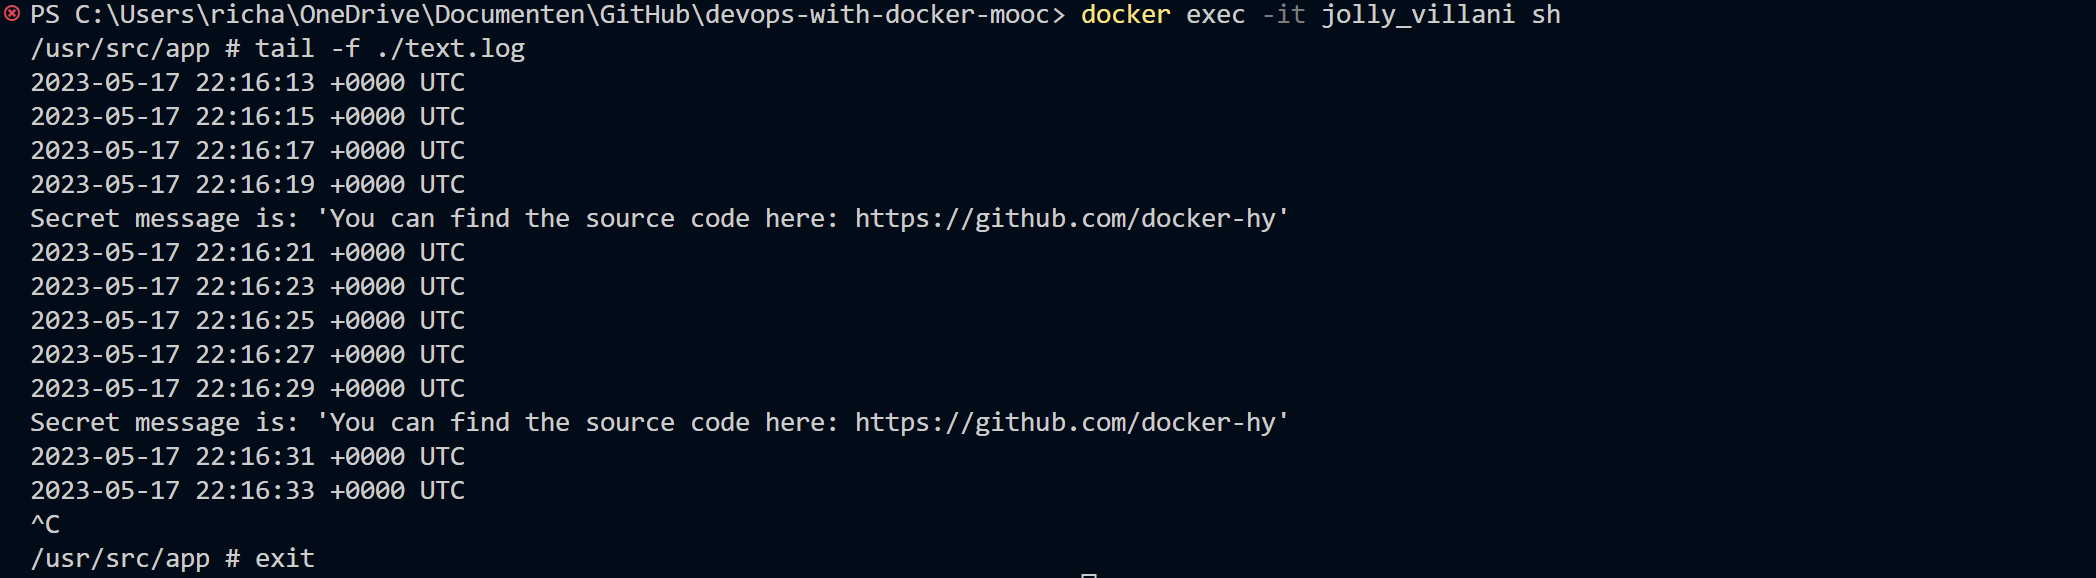 PS C:\Users\richa\OneDrive\Documenten\GitHub\devops-with-docker-mooc> docker exec -it jolly_villani sh
/usr/src/app # tail -f ./text.log
2023-05-17 22:16:13 +0000 UTC
2023-05-17 22:16:15 +0000 UTC
2023-05-17 22:16:17 +0000 UTC
2023-05-17 22:16:19 +0000 UTC
Secret message is: 'You can find the source code here: https://github.com/docker-hy'
2023-05-17 22:16:21 +0000 UTC
2023-05-17 22:16:23 +0000 UTC
2023-05-17 22:16:25 +0000 UTC
2023-05-17 22:16:27 +0000 UTC
2023-05-17 22:16:29 +0000 UTC
Secret message is: 'You can find the source code here: https://github.com/docker-hy'
2023-05-17 22:16:31 +0000 UTC
2023-05-17 22:16:33 +0000 UTC
^C
/usr/src/app # exit